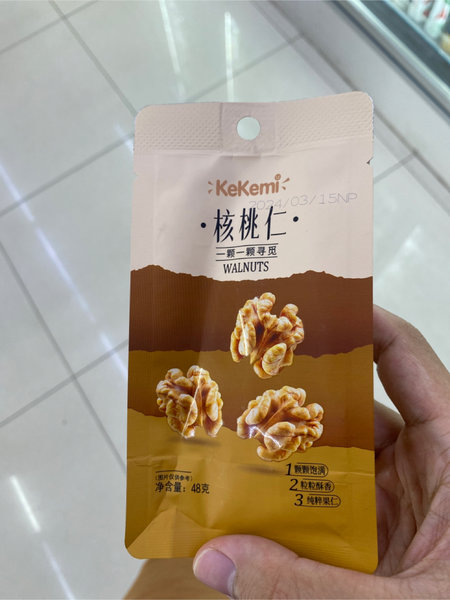 KeKemi
2024/03/15NP
·核桃仁·
一颗一颗寻觅
WALNUTS
1颗颗饱满
2粒粒酥香
3纯粹果仁
(图片仅供参考)
净含量：48克